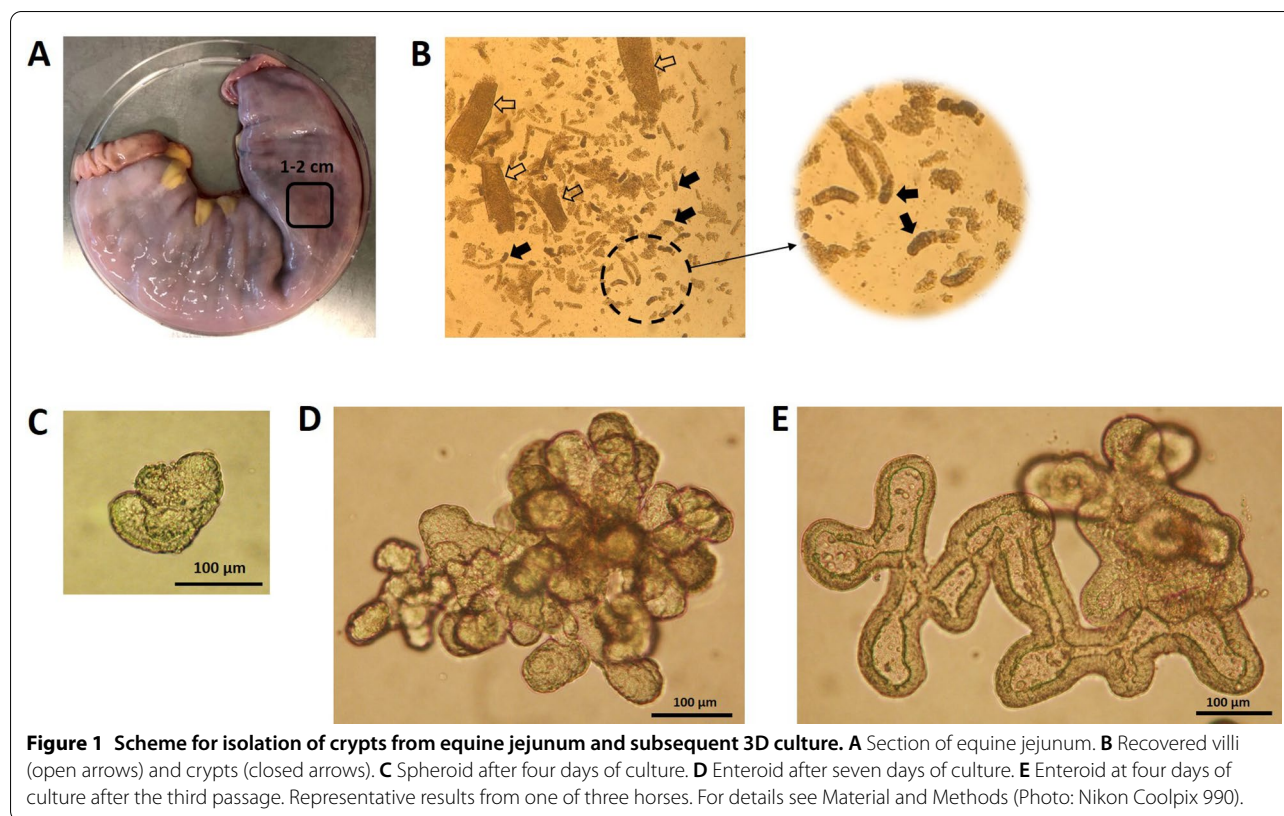 A
B
1-2 cm
C
D
E
100 µm
100 µm
100 µm
Figure 1 Scheme for isolation of crypts from equine jejunum and subsequent 3D culture. A Section of equine jejunum. B Recovered villi
(open arrows) and crypts (closed arrows). C Spheroid after four days of culture. D Enteroid after seven days of culture. E Enteroid at four days of
culture after the third passage. Representative results from one of three horses. For details see Material and Methods (Photo: Nikon Coolpix 990).